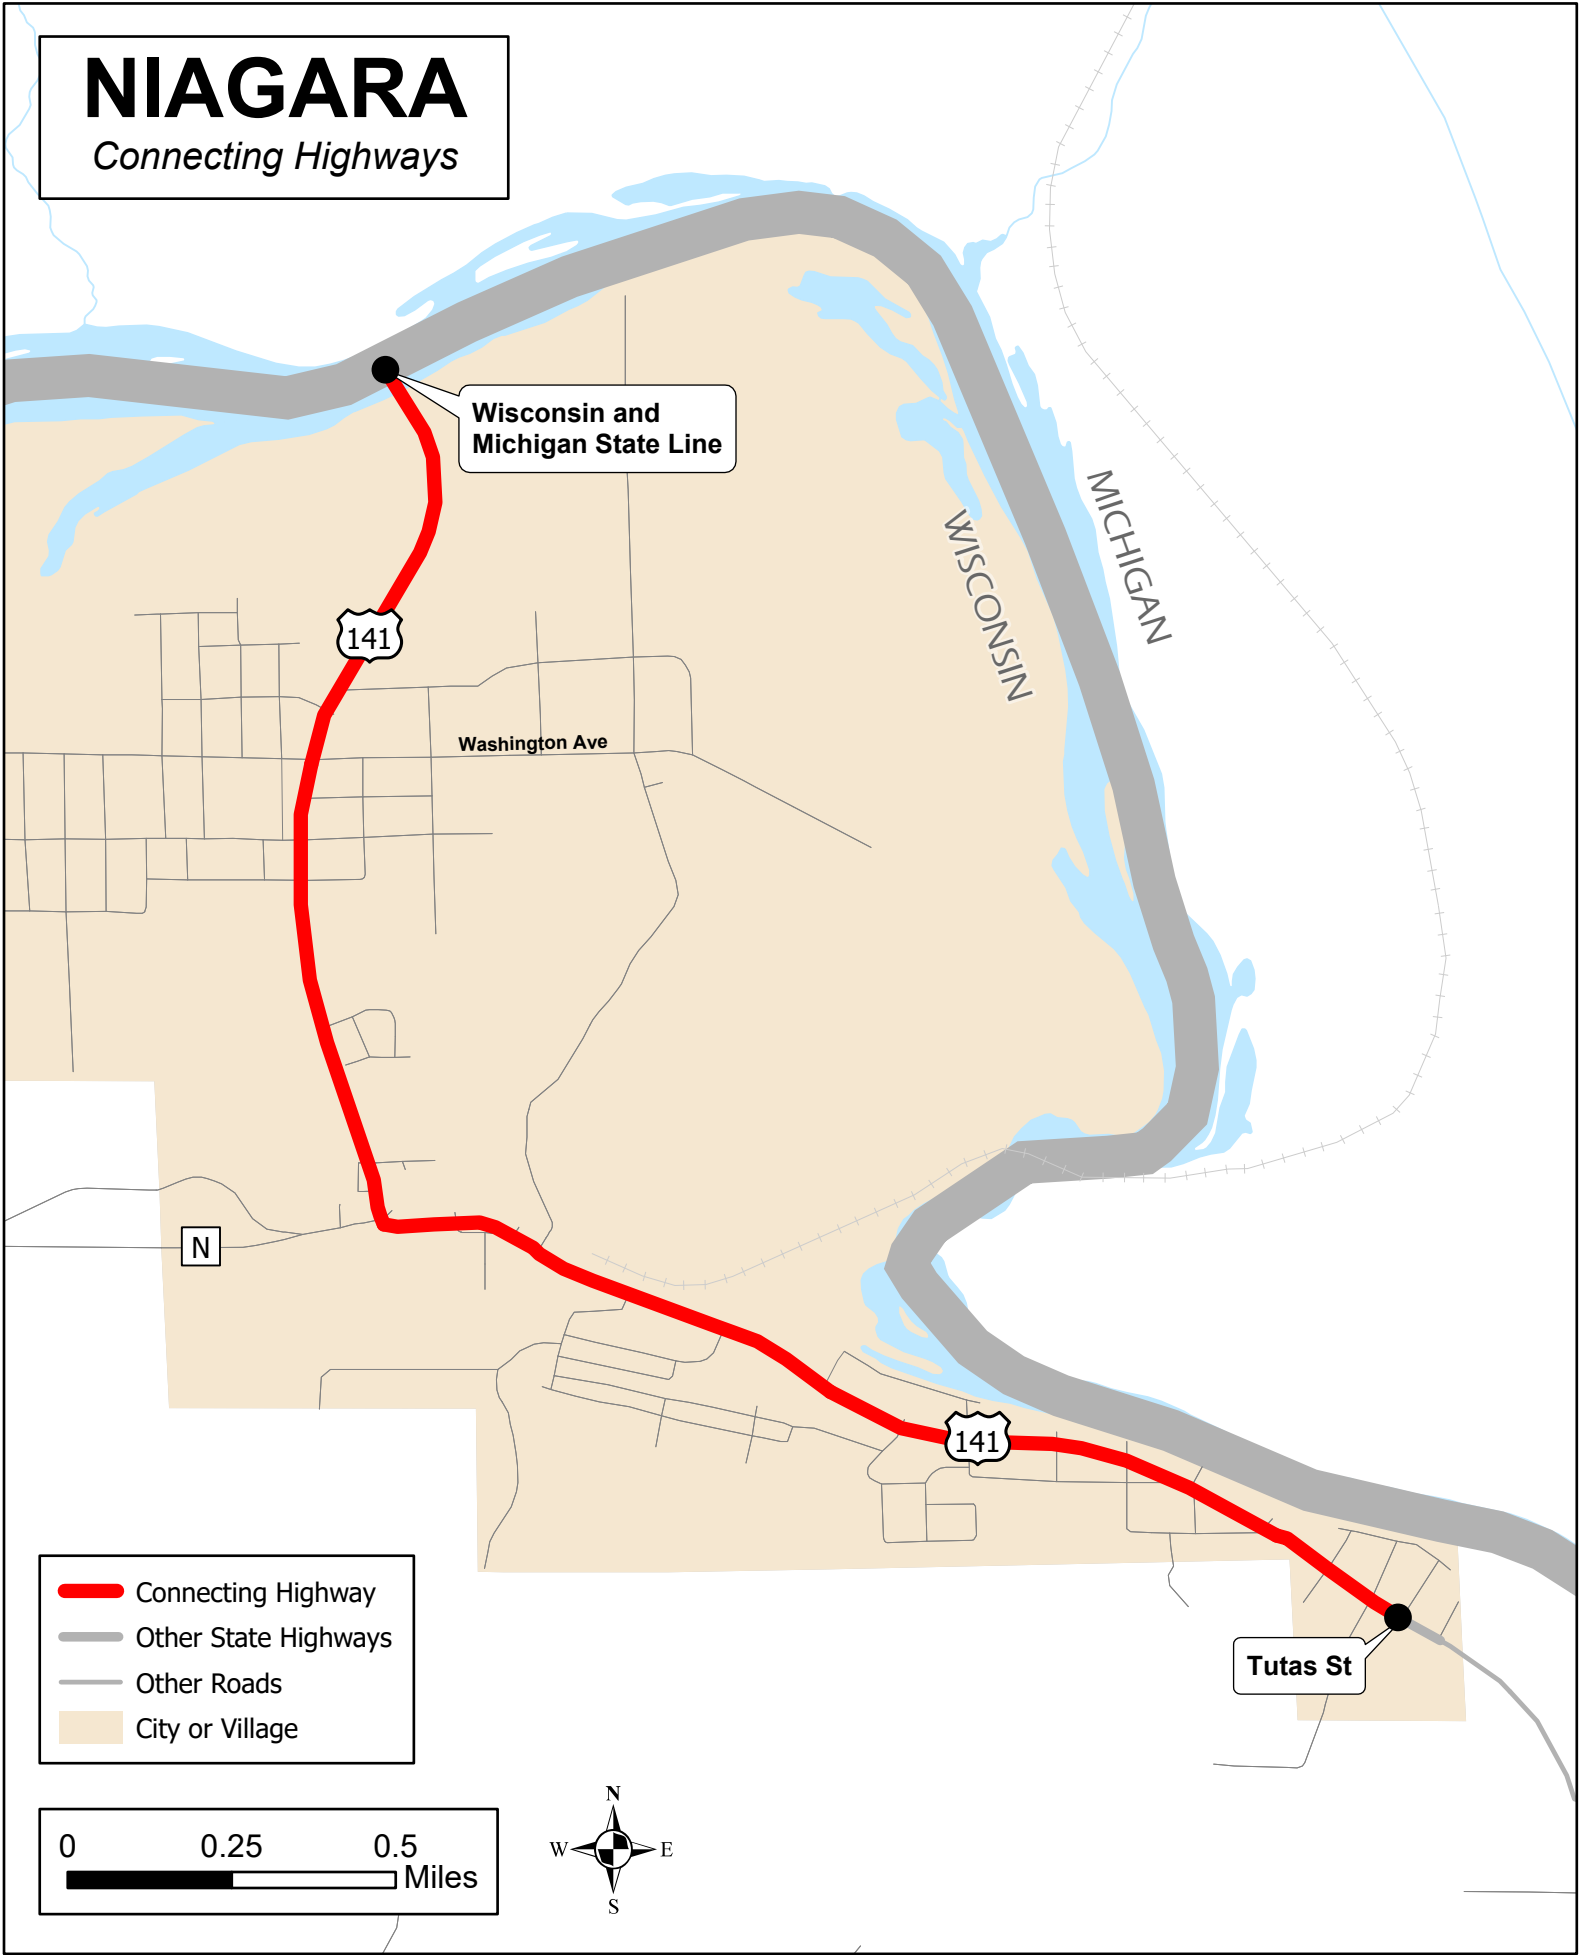 NIAGARA
Connecting Highways
Wisconsin and
Michigan State Line
MICHIGAN
WISCONSIN
141
Washington Ave
N
141
Tutas St
Connecting Highway
Other State Highways
Other Roads
City or Village
0 0.25 0.5
Miles
N
W E
S